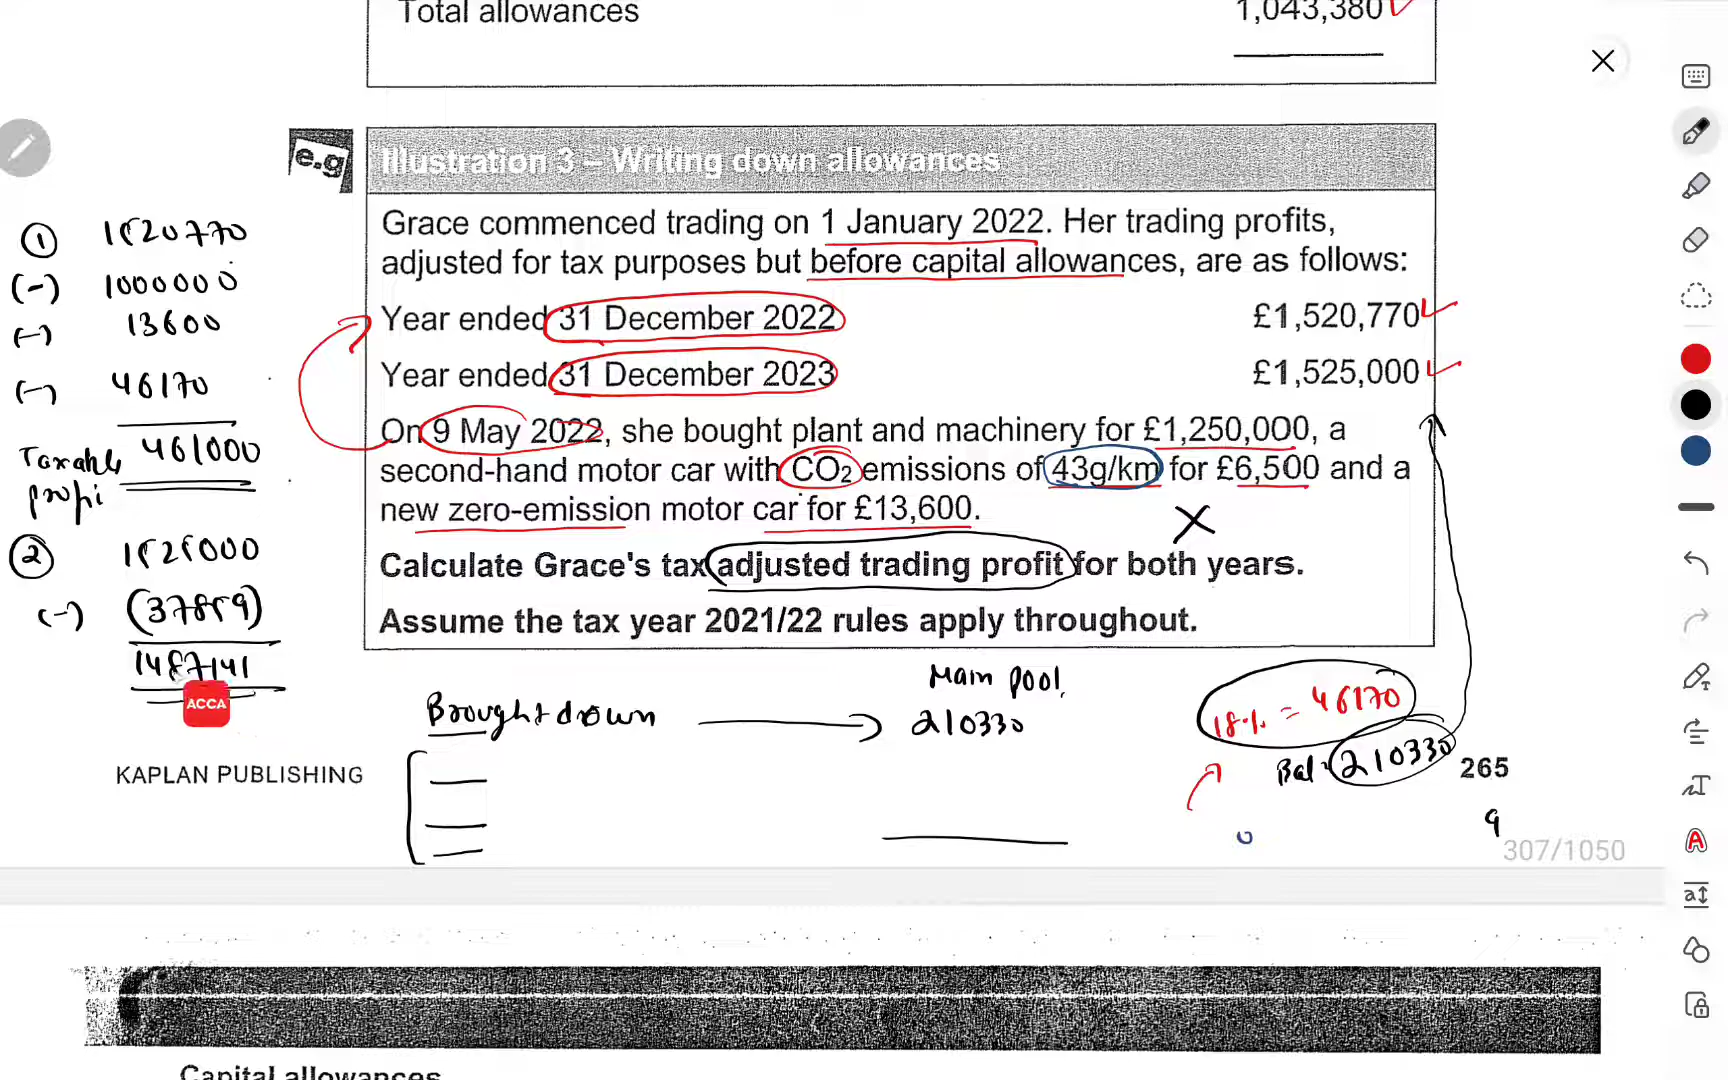 Total allowances 1,043,380
e.g Illustration 3 – Writing down allowances
Grace commenced trading on 1 January 2022. Her trading profits,
adjusted for tax purposes but before capital allowances, are as follows:
Year ended 31 December 2022 £1,520,770
Year ended 31 December 2023 £1,525,000
On 9 May 2022, she bought plant and machinery for £1,250,000, a
second-hand motor car with CO2 emissions of 43g/km for £6,500 and a
new zero-emission motor car for £13,600.
Calculate Grace's tax adjusted trading profit for both years.
Assume the tax year 2021/22 rules apply throughout.
① 1520770
(-) 1000000
(-) 13600
(-) 46170
Taxable 461000
profi
② 1525000
(-) (37859)
1487141
ACCA
Main pool
Brought down 210330
18% = 46170
Bal 210330
KAPLAN PUBLISHING 265
9
307/1050
Capital allowances